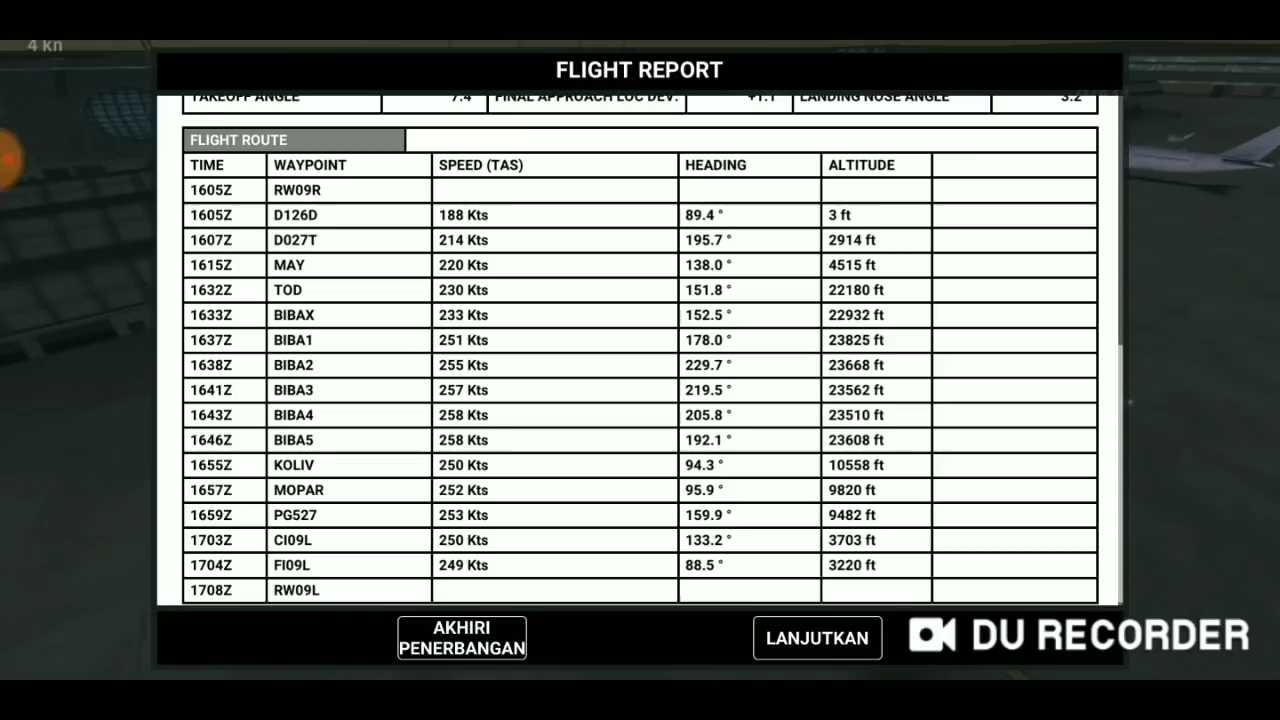 4 kn
FLIGHT REPORT
TAKEOFF ANGLE 7.4 FINAL APPROACH LOC DEV. +1.1 LANDING NOSE ANGLE 3.2
FLIGHT ROUTE
TIME WAYPOINT SPEED (TAS) HEADING ALTITUDE
1605Z RW09R
1605Z D126D 188 Kts 89.4 ° 3 ft
1607Z D027T 214 Kts 195.7 ° 2914 ft
1615Z MAY 220 Kts 138.0 ° 4515 ft
1632Z TOD 230 Kts 151.8 ° 22180 ft
1633Z BIBAX 233 Kts 152.5 ° 22932 ft
1637Z BIBA1 251 Kts 178.0 ° 23825 ft
1638Z BIBA2 255 Kts 229.7 ° 23668 ft
1641Z BIBA3 257 Kts 219.5 ° 23562 ft
1643Z BIBA4 258 Kts 205.8 ° 23510 ft
1646Z BIBA5 258 Kts 192.1 ° 23608 ft
1655Z KOLIV 250 Kts 94.3 ° 10558 ft
1657Z MOPAR 252 Kts 95.9 ° 9820 ft
1659Z PG527 253 Kts 159.9 ° 9482 ft
1703Z CI09L 250 Kts 133.2 ° 3703 ft
1704Z FI09L 249 Kts 88.5 ° 3220 ft
1708Z RW09L
AKHIRI
PENERBANGAN
LANJUTKAN
DU RECORDER